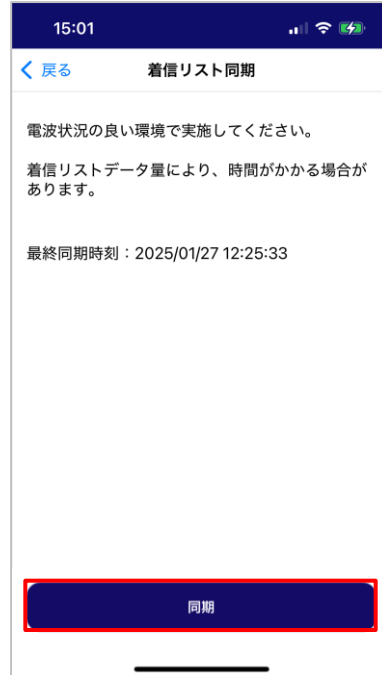 15:01
戻る
着信リスト同期
電波状況の良い環境で実施してください。
着信リストデータ量により、時間がかかる場合が
あります。
最終同期時刻：2025/01/27 12:25:33
同期